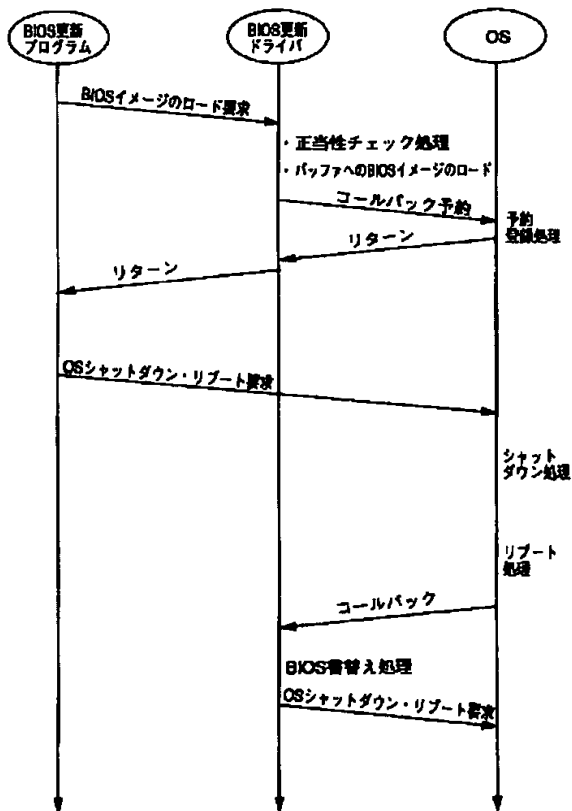 BIOS更新
プログラム
BIOS更新
ドライバ
OS
BIOSイメージのロード要求
・正当性チェック処理
・バッファへのBIOSイメージのロード
コールバック予約
予約
登録処理
リターン
リターン
OSシャットダウン・リブート要求
シャット
ダウン処理
リブート
処理
コールバック
BIOS書替え処理
OSシャットダウン・リブート要求